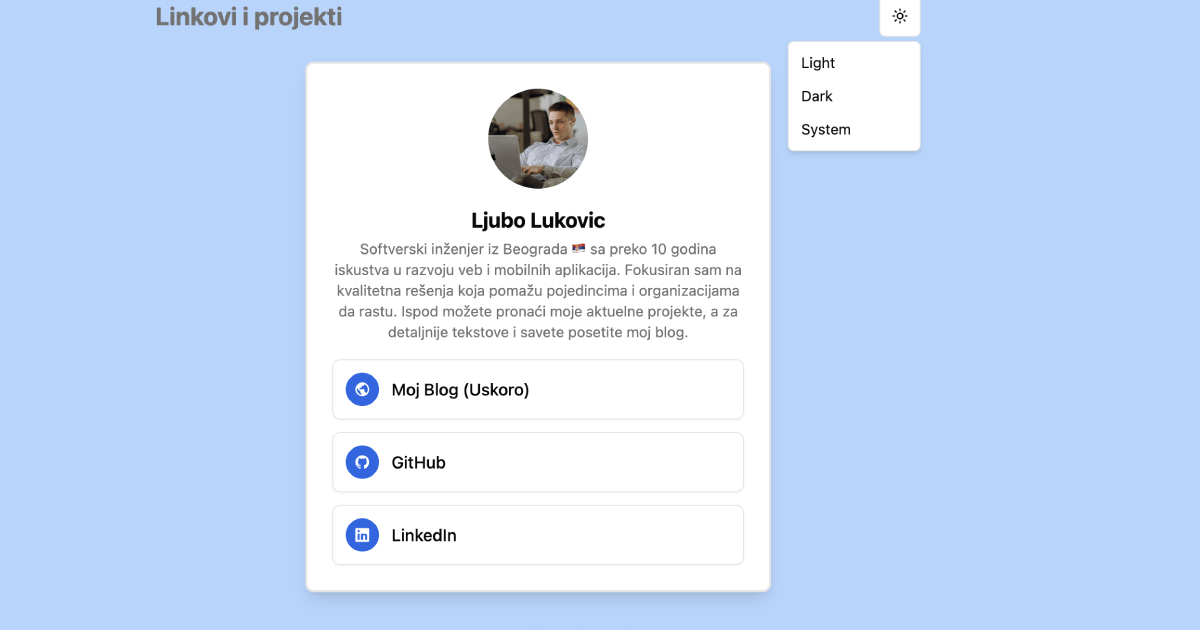 Linkovi i projekti
Light
Dark
System
Ljubo Lukovic
Softverski inženjer iz Beograda 🇷🇸 sa preko 10 godina
iskustva u razvoju veb i mobilnih aplikacija. Fokusiran sam na
kvalitetna rešenja koja pomažu pojedincima i organizacijama
da rastu. Ispod možete pronaći moje aktuelne projekte, a za
detaljnije tekstove i savete posetite moj blog.
Moj Blog (Uskoro)
GitHub
LinkedIn